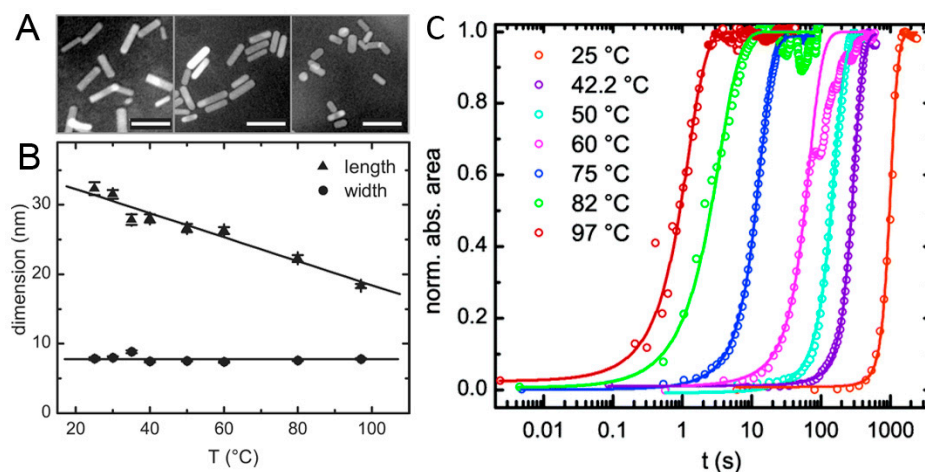 A
B
length
width
dimension (nm)
30
20
10
0
20
40
60
80
100
T (°C)
C
norm. abs. area
1.0
0.8
0.6
0.4
0.2
0.0
25 °C
42.2 °C
50 °C
60 °C
75 °C
82 °C
97 °C
0.01
0.1
1
10
100
1000
t (s)